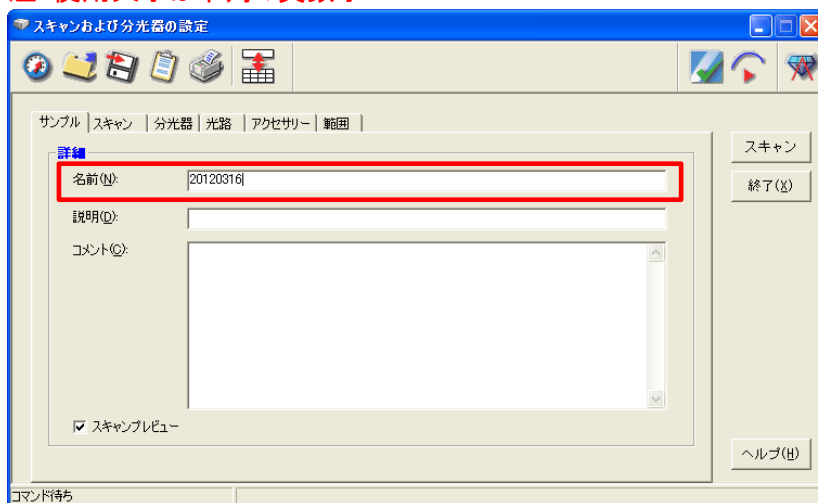 スキャンおよび分光器の設定
サンプル スキャン 分光器 光路 アクセサリー 範囲
詳細
名前(N): 20120316
説明(D):
コメント(C):
スキャンプレビュー
スキャン
終了(X)
ヘルプ(H)
コマンド待ち